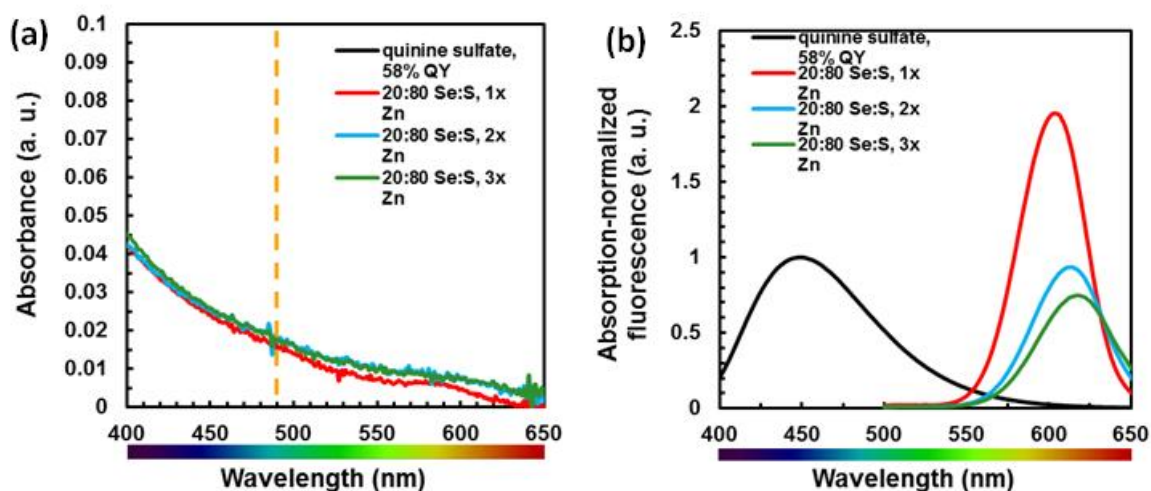 (a)
Absorbance (a. u.)
0.1
0.09
0.08
0.07
0.06
0.05
0.04
0.03
0.02
0.01
0
quinine sulfate,
58% QY
20:80 Se:S, 1x
Zn
20:80 Se:S, 2x
Zn
20:80 Se:S, 3x
Zn
400 450 500 550 600 650
Wavelength (nm)
(b)
Absorption-normalized
fluorescence (a. u.)
2.5
2
1.5
1
0.5
0
quinine sulfate,
58% QY
20:80 Se:S, 1x
Zn
20:80 Se:S, 2x
Zn
20:80 Se:S, 3x
Zn
400 450 500 550 600 650
Wavelength (nm)